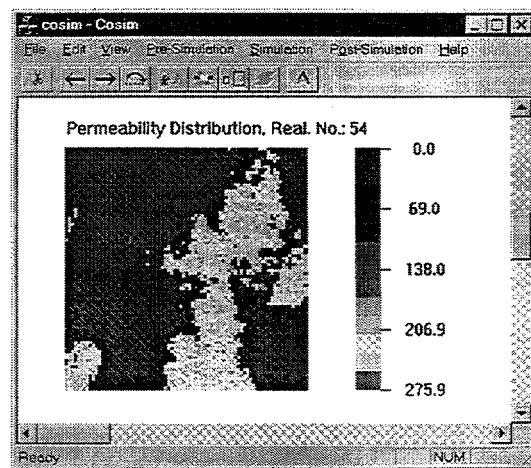 cosim - Cosim
File Edit View Pre-Simulation Simulation Post-Simulation Help
Permeability Distribution, Real. No.: 54
0.0
69.0
138.0
206.9
275.9
Ready NUM